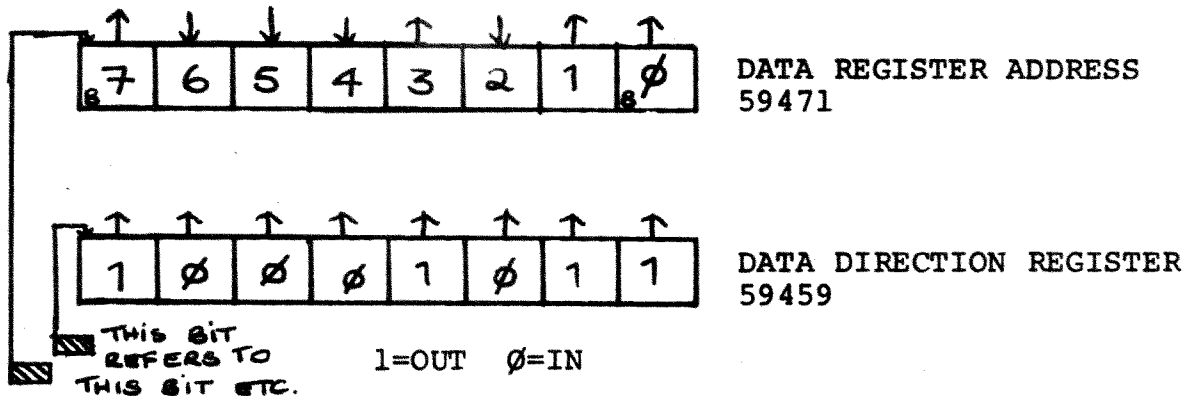 7 6 5 4 3 2 1 Ø
B B
DATA REGISTER ADDRESS
59471
1 Ø Ø Ø 1 Ø 1 1
DATA DIRECTION REGISTER
59459
THIS BIT
REFERS TO
THIS BIT ETC.
1=OUT Ø=IN